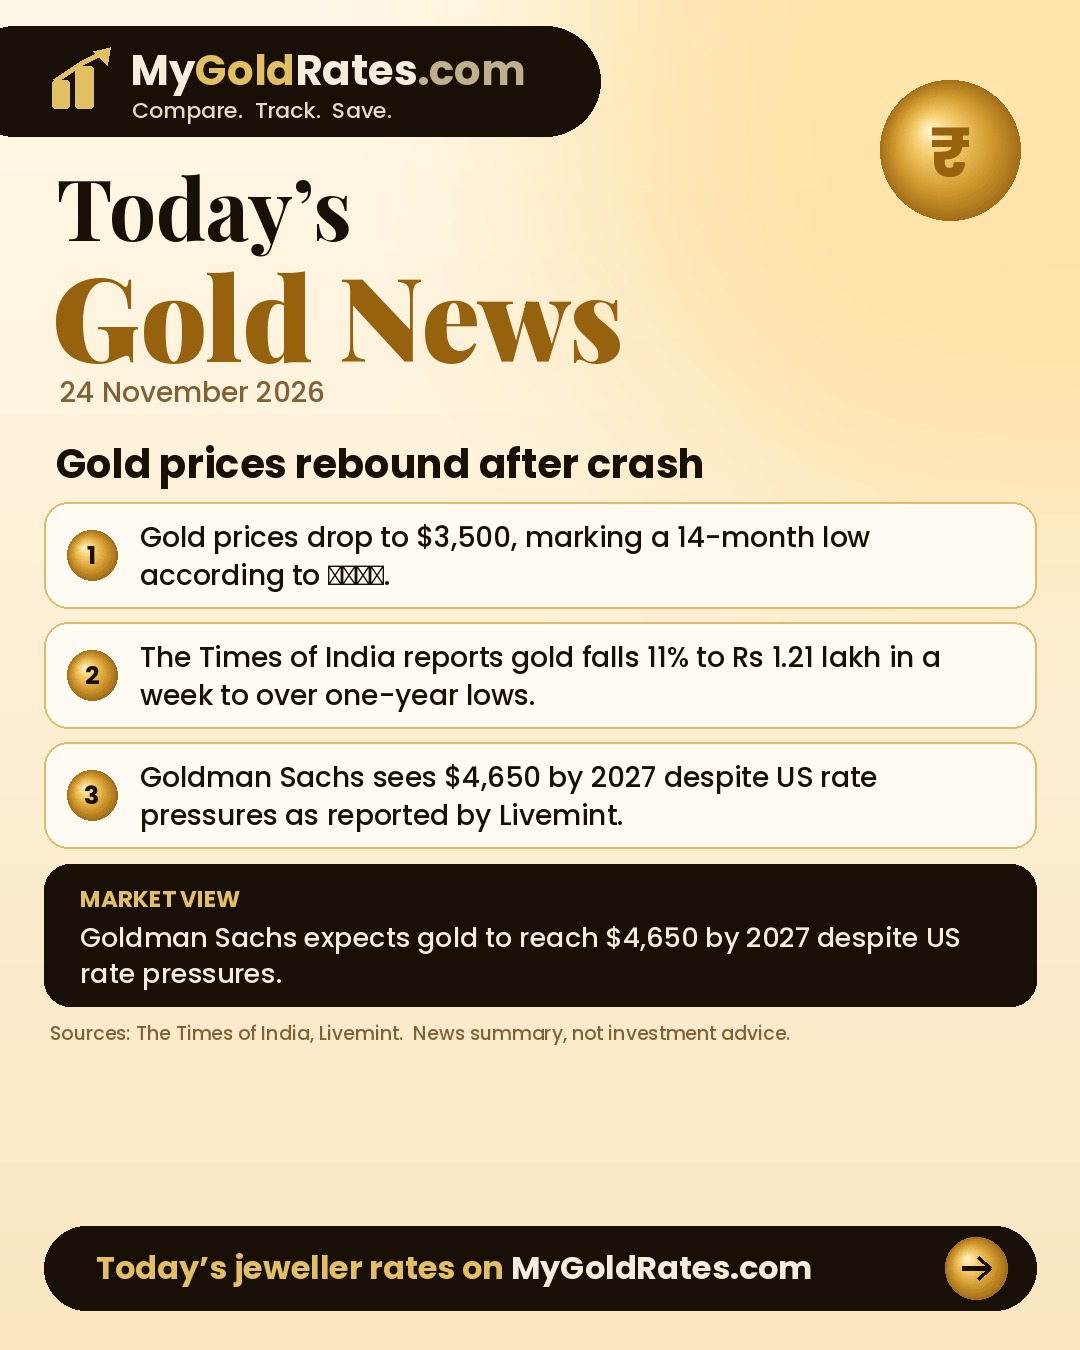 MyGoldRates.com
Compare. Track. Save.
₹
Today’s
Gold News
24 November 2026
Gold prices rebound after crash
1
Gold prices drop to $3,500, marking a 14-month low
according to .
2
The Times of India reports gold falls 11% to Rs 1.21 lakh in a
week to over one-year lows.
3
Goldman Sachs sees $4,650 by 2027 despite US rate
pressures as reported by Livemint.
MARKET VIEW
Goldman Sachs expects gold to reach $4,650 by 2027 despite US
rate pressures.
Sources: The Times of India, Livemint. News summary, not investment advice.
Today’s jeweller rates on MyGoldRates.com